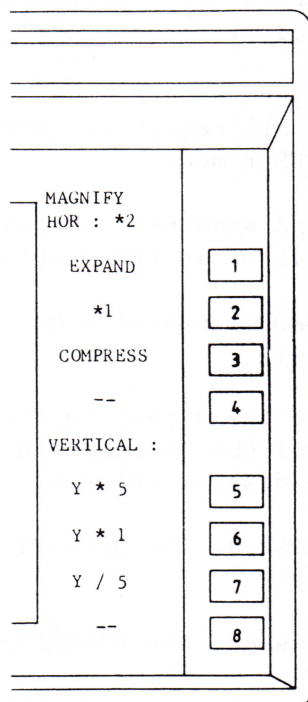 MAGNIFY
HOR : *2
EXPAND 1
*1 2
COMPRESS 3
-- 4
VERTICAL :
Y * 5 5
Y * 1 6
Y / 5 7
-- 8